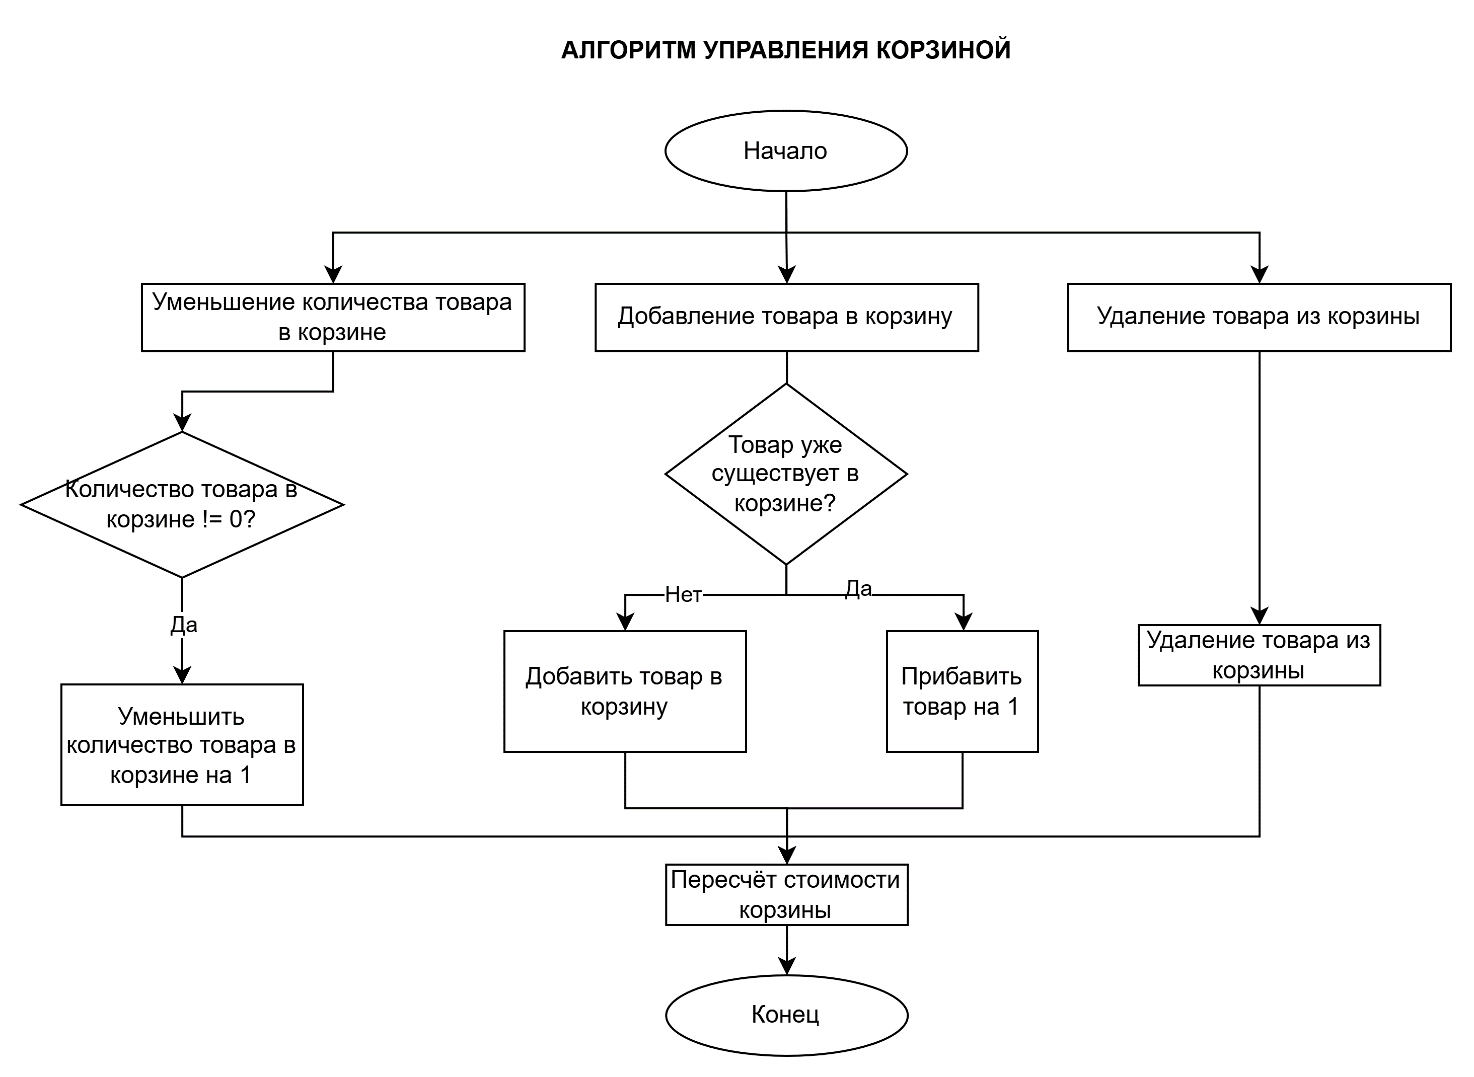 АЛГОРИТМ УПРАВЛЕНИЯ КОРЗИНОЙ
Начало
Уменьшение количества товара
в корзине
Добавление товара в корзину
Удаление товара из корзины
Количество товара в
корзине != 0?
Товар уже
существует в
корзине?
Да
Нет
Да
Уменьшить
количество товара в
корзине на 1
Добавить товар в
корзину
Прибавить
товар на 1
Удаление товара из
корзины
Пересчёт стоимости
корзины
Конец